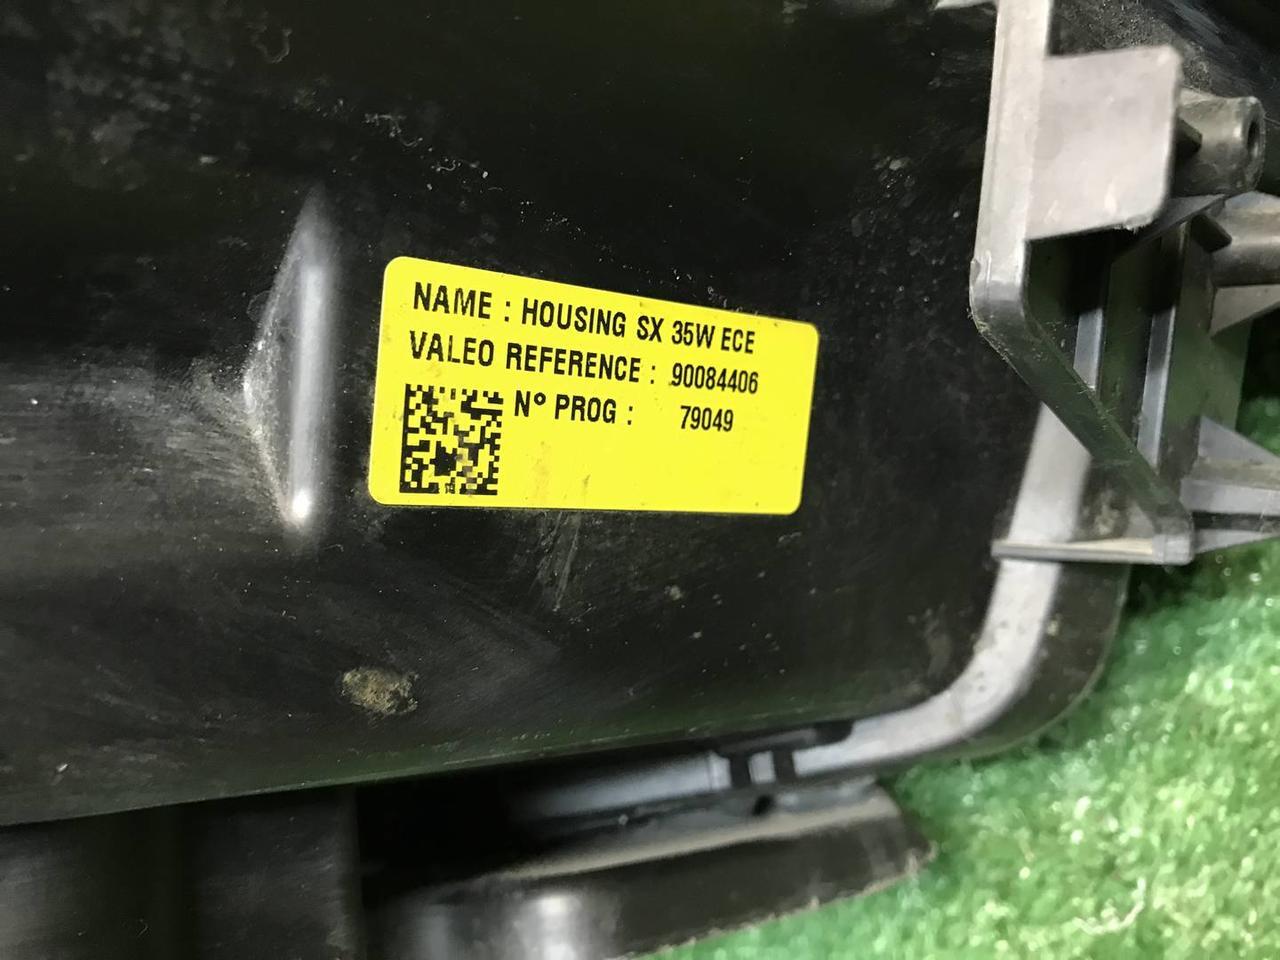 NAME : HOUSING SX 35W ECE
VALEO REFERENCE : 90084406
N° PROG : 79049